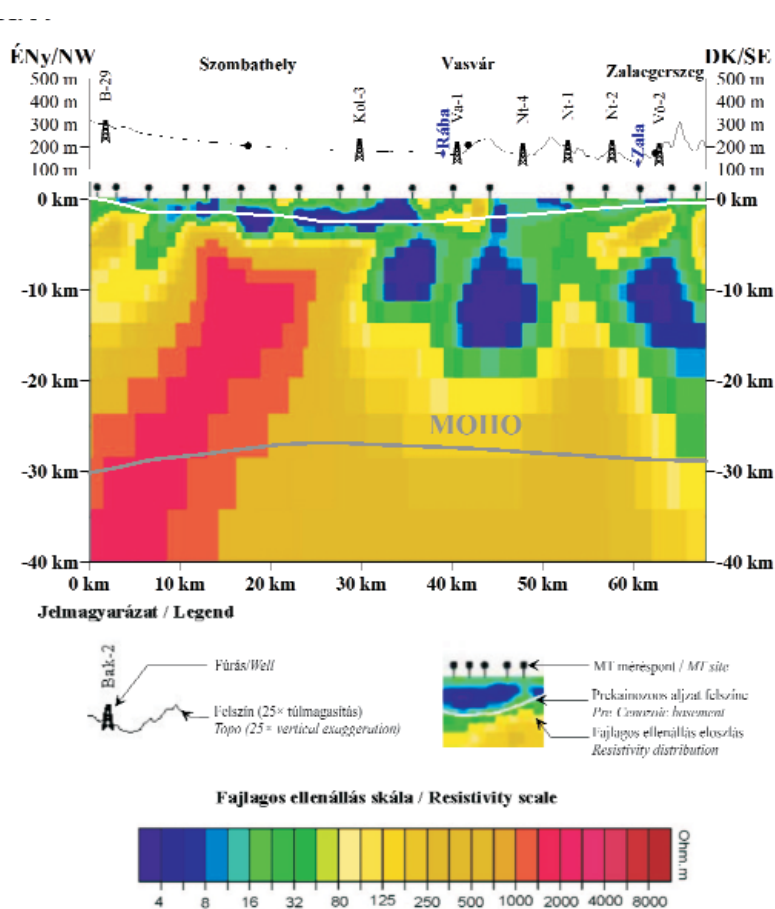 ÉNy/NW
DK/SE
Szombathely
Vasvár
Zalaegerszeg
500 m
400 m
300 m
200 m
100 m
500 m
400 m
300 m
200 m
100 m
B-29
Kol-3
Rába
Va-1
Nt-4
Nt-1
Nt-2
Zala
Vö-2
0 km
-10 km
-20 km
-30 km
-40 km
0 km
-10 km
-20 km
-30 km
-40 km
MOHO
0 km 10 km 20 km 30 km 40 km 50 km 60 km
Jelmagyarázat / Legend
Bak-2
Fúrás/Well
Felszín (25× túlmagasítás)
Topo (25× vertical exaggeration)
MT méréspont / MT site
Prekainozoos aljzat felszíne
Pre-Cenozoic basement
Fajlagos ellenállás eloszlás
Resistivity distribution
Fajlagos ellenállás skála / Resistivity scale
Ohm.m
4 8 16 32 80 125 250 500 1000 2000 4000 8000